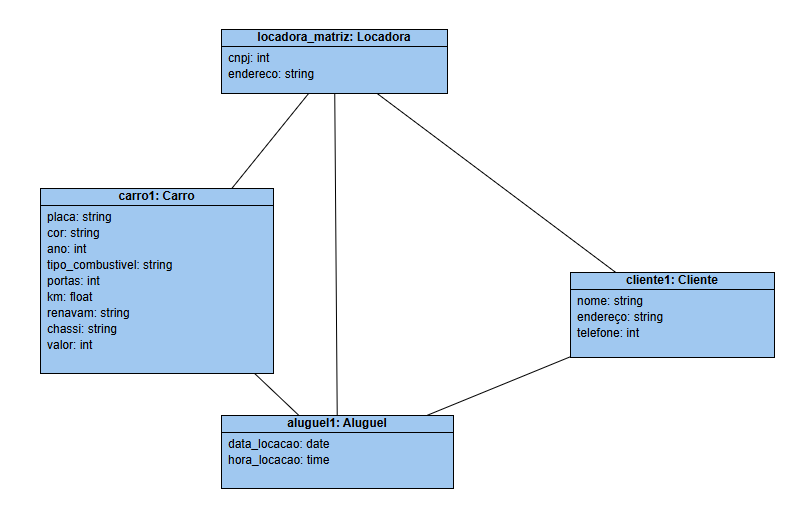 locadora_matriz: Locadora
cnpj: int
endereco: string
carro1: Carro
placa: string
cor: string
ano: int
tipo_combustivel: string
portas: int
km: float
renavam: string
chassi: string
valor: int
cliente1: Cliente
nome: string
endereço: string
telefone: int
aluguel1: Aluguel
data_locacao: date
hora_locacao: time